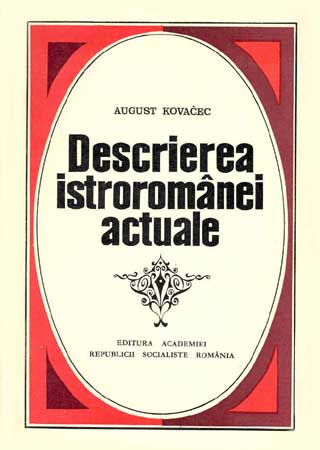 AUGUST KOVAČEC
Descrierea
istroromânei
actuale
EDITURA ACADEMIEI
REPUBLICII SOCIALISTE ROMÂNIA